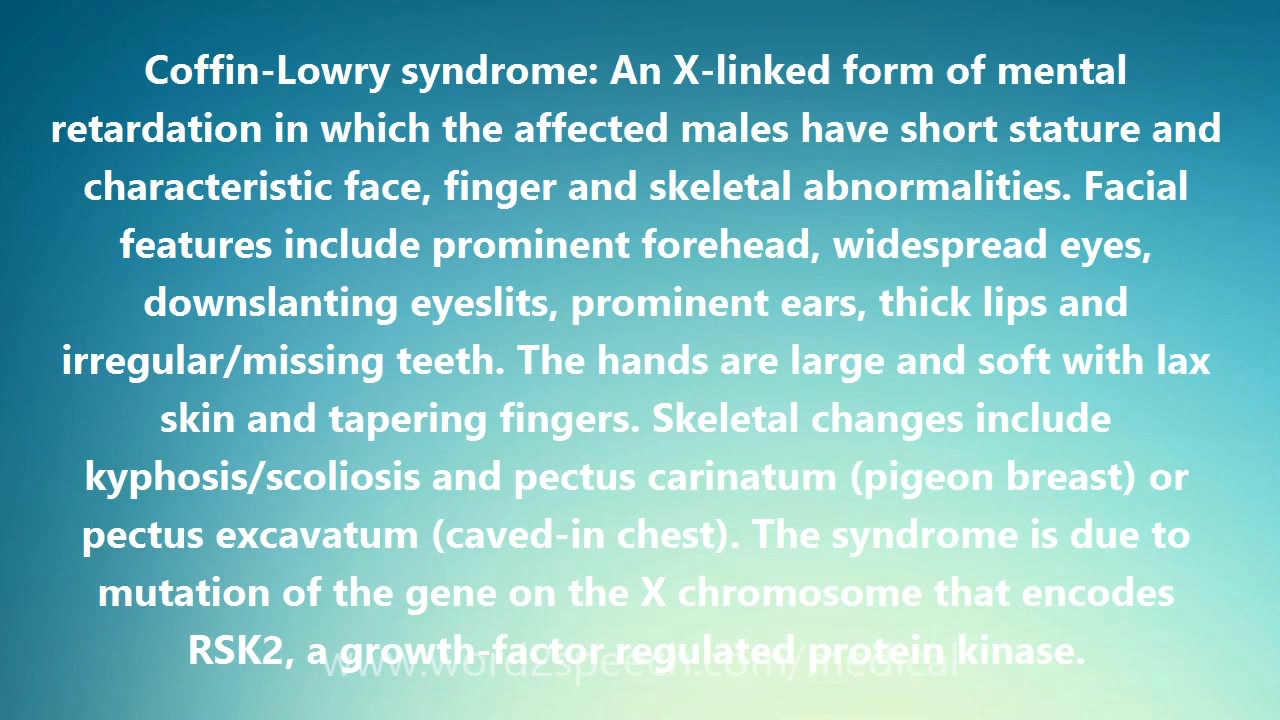 Coffin-Lowry syndrome: An X-linked form of mental
retardation in which the affected males have short stature and
characteristic face, finger and skeletal abnormalities. Facial
features include prominent forehead, widespread eyes,
downslanting eyeslits, prominent ears, thick lips and
irregular/missing teeth. The hands are large and soft with lax
skin and tapering fingers. Skeletal changes include
kyphosis/scoliosis and pectus carinatum (pigeon breast) or
pectus excavatum (caved-in chest). The syndrome is due to
mutation of the gene on the X chromosome that encodes
RSK2, a growth-factor regulated protein kinase.
www.word2speech.com/medical